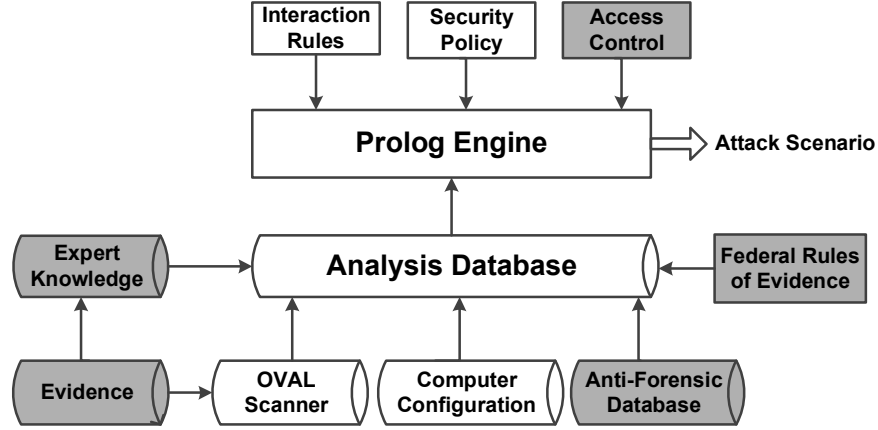 Interaction
Rules
Security
Policy
Access
Control
Prolog Engine
Attack Scenario
Expert
Knowledge
Analysis Database
Federal Rules
of Evidence
Evidence
OVAL
Scanner
Computer
Configuration
Anti-Forensic
Database